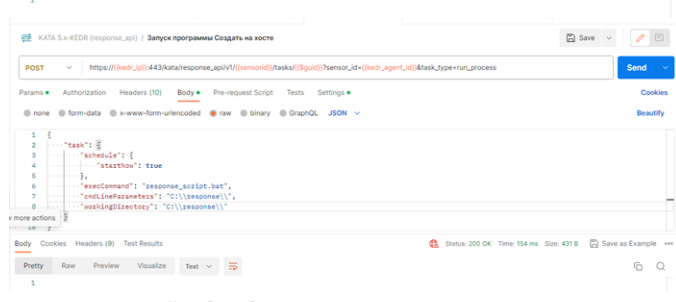 1
KATA 5.x-KEDR (response_api) / Запуск программы Создать на хосте
Save
POST https://{{kedr_ip}}:443/kata/response_api/v1/{{sensorid}}/tasks/{{$guid}}?sensor_id={{kedr_agent_id}}&task_type=run_process Send
Params Authorization Headers (10) Body Pre-request Script Tests Settings Cookies
none form-data x-www-form-urlencoded raw binary GraphQL JSON Beautify
1 {
2 "task": {
3 "schedule": {
4 "startNow": true
5 },
6 "execCommand": "response_script.bat",
7 "cmdLineParameters": "C:\\response\\",
8 "workingDirectory": "C:\\response\\"
more actions
}
Body Cookies Headers (9) Test Results Status: 200 OK Time: 154 ms Size: 431 B Save as Example
Pretty Raw Preview Visualize Text
1